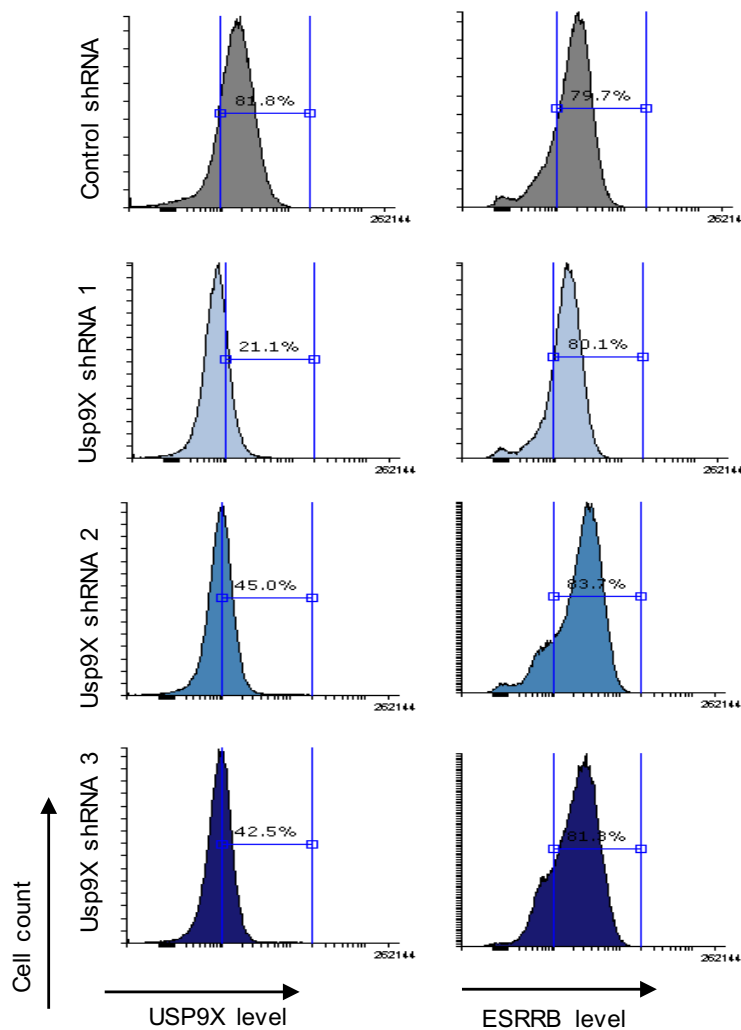 Control shRNA
81.8%
262144
79.7%
262144
Usp9X shRNA 1
21.1%
262144
80.1%
262144
Usp9X shRNA 2
45.0%
262144
83.7%
262144
Usp9X shRNA 3
42.5%
262144
81.3%
262144
Cell count
USP9X level
ESRRB level